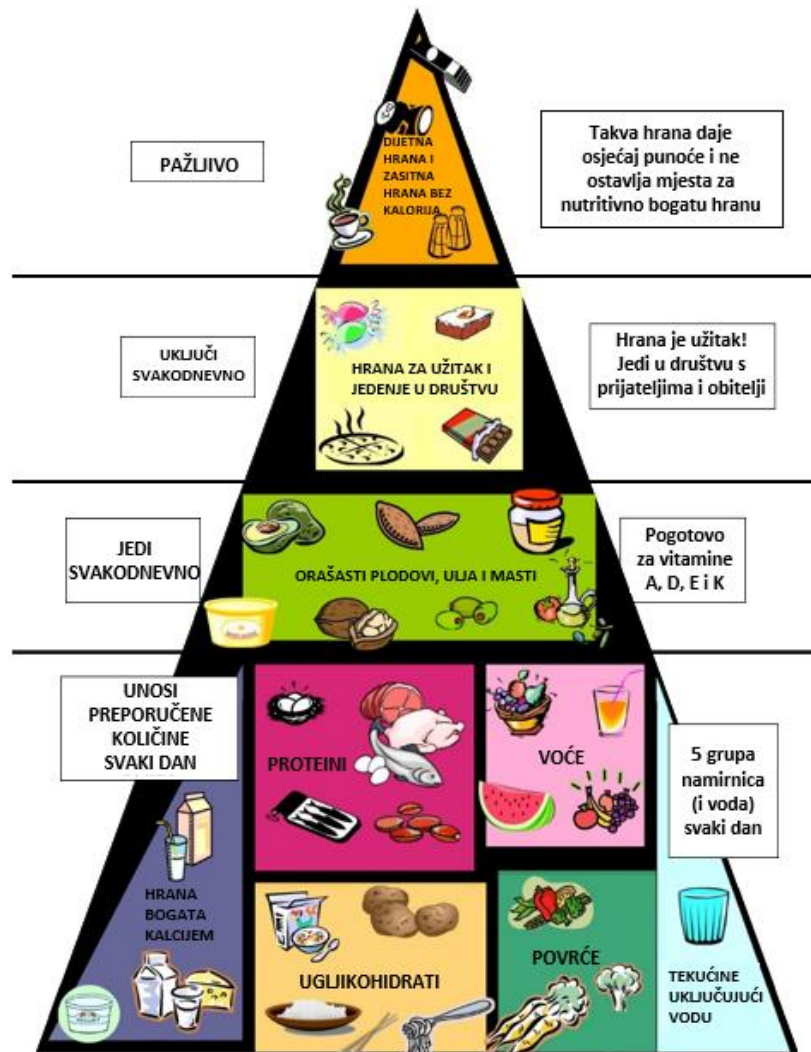 DIJETNA
HRANA I
ZASITNA
HRANA BEZ
KALORIJA
PAŽLJIVO
Takva hrana daje
osjećaj punoće i ne
ostavlja mjesta za
nutritivno bogatu hranu
UKLJUČI
SVAKODNEVNO
HRANA ZA UŽITAK I
JEDENJE U DRUŠTVU
Hrana je užitak!
Jedi u društvu s
prijateljima i obitelji
JEDI
SVAKODNEVNO
ORAŠASTI PLODOVI, ULJA I MASTI
Pogotovo
za vitamine
A, D, E i K
UNOSI
PREPORUČENE
KOLIČINE
SVAKI DAN
PROTEINI
VOĆE
5 grupa
namirnica
(i voda)
svaki dan
HRANA
BOGATA
KALCIJEM
UGLJIKOHIDRATI
POVRĆE
TEKUĆINE
UKLJUČUJUĆI
VODU